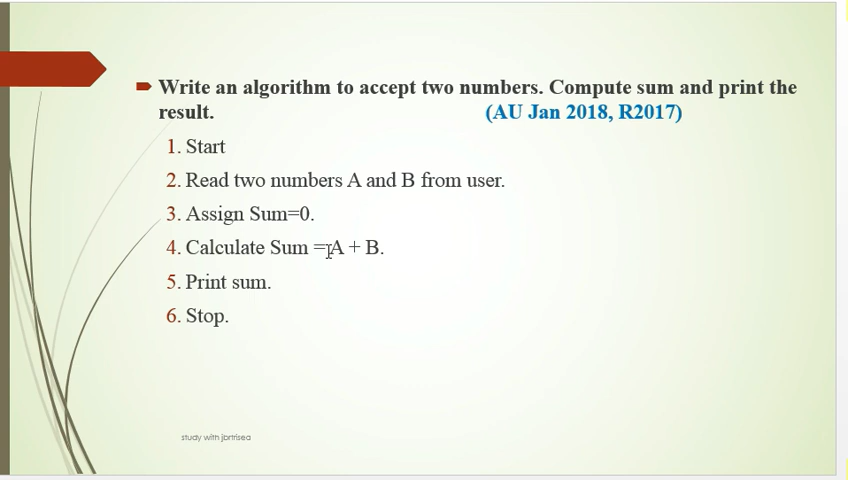 Write an algorithm to accept two numbers. Compute sum and print the
result. (AU Jan 2018, R2017)
1. Start
2. Read two numbers A and B from user.
3. Assign Sum=0.
4. Calculate Sum =A + B.
5. Print sum.
6. Stop.
study with jbrtrisea